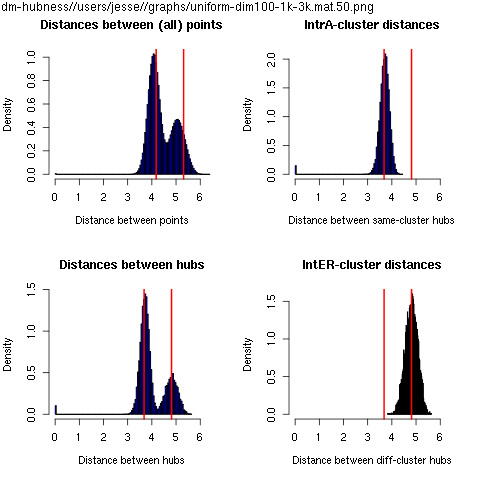 dm-hubness//users/jesse//graphs/uniform-dim100-1k-3k.mat.50.png
Distances between (all) points
Density
0.0 0.2 0.4 0.6 0.8 1.0
0 1 2 3 4 5 6
Distance between points
IntrA-cluster distances
Density
0.0 0.5 1.0 1.5 2.0
0 1 2 3 4 5 6
Distance between same-cluster hubs
Distances between hubs
Density
0.0 0.5 1.0 1.5
0 1 2 3 4 5 6
Distance between hubs
IntER-cluster distances
Density
0.0 0.5 1.0 1.5
0 1 2 3 4 5 6
Distance between diff-cluster hubs